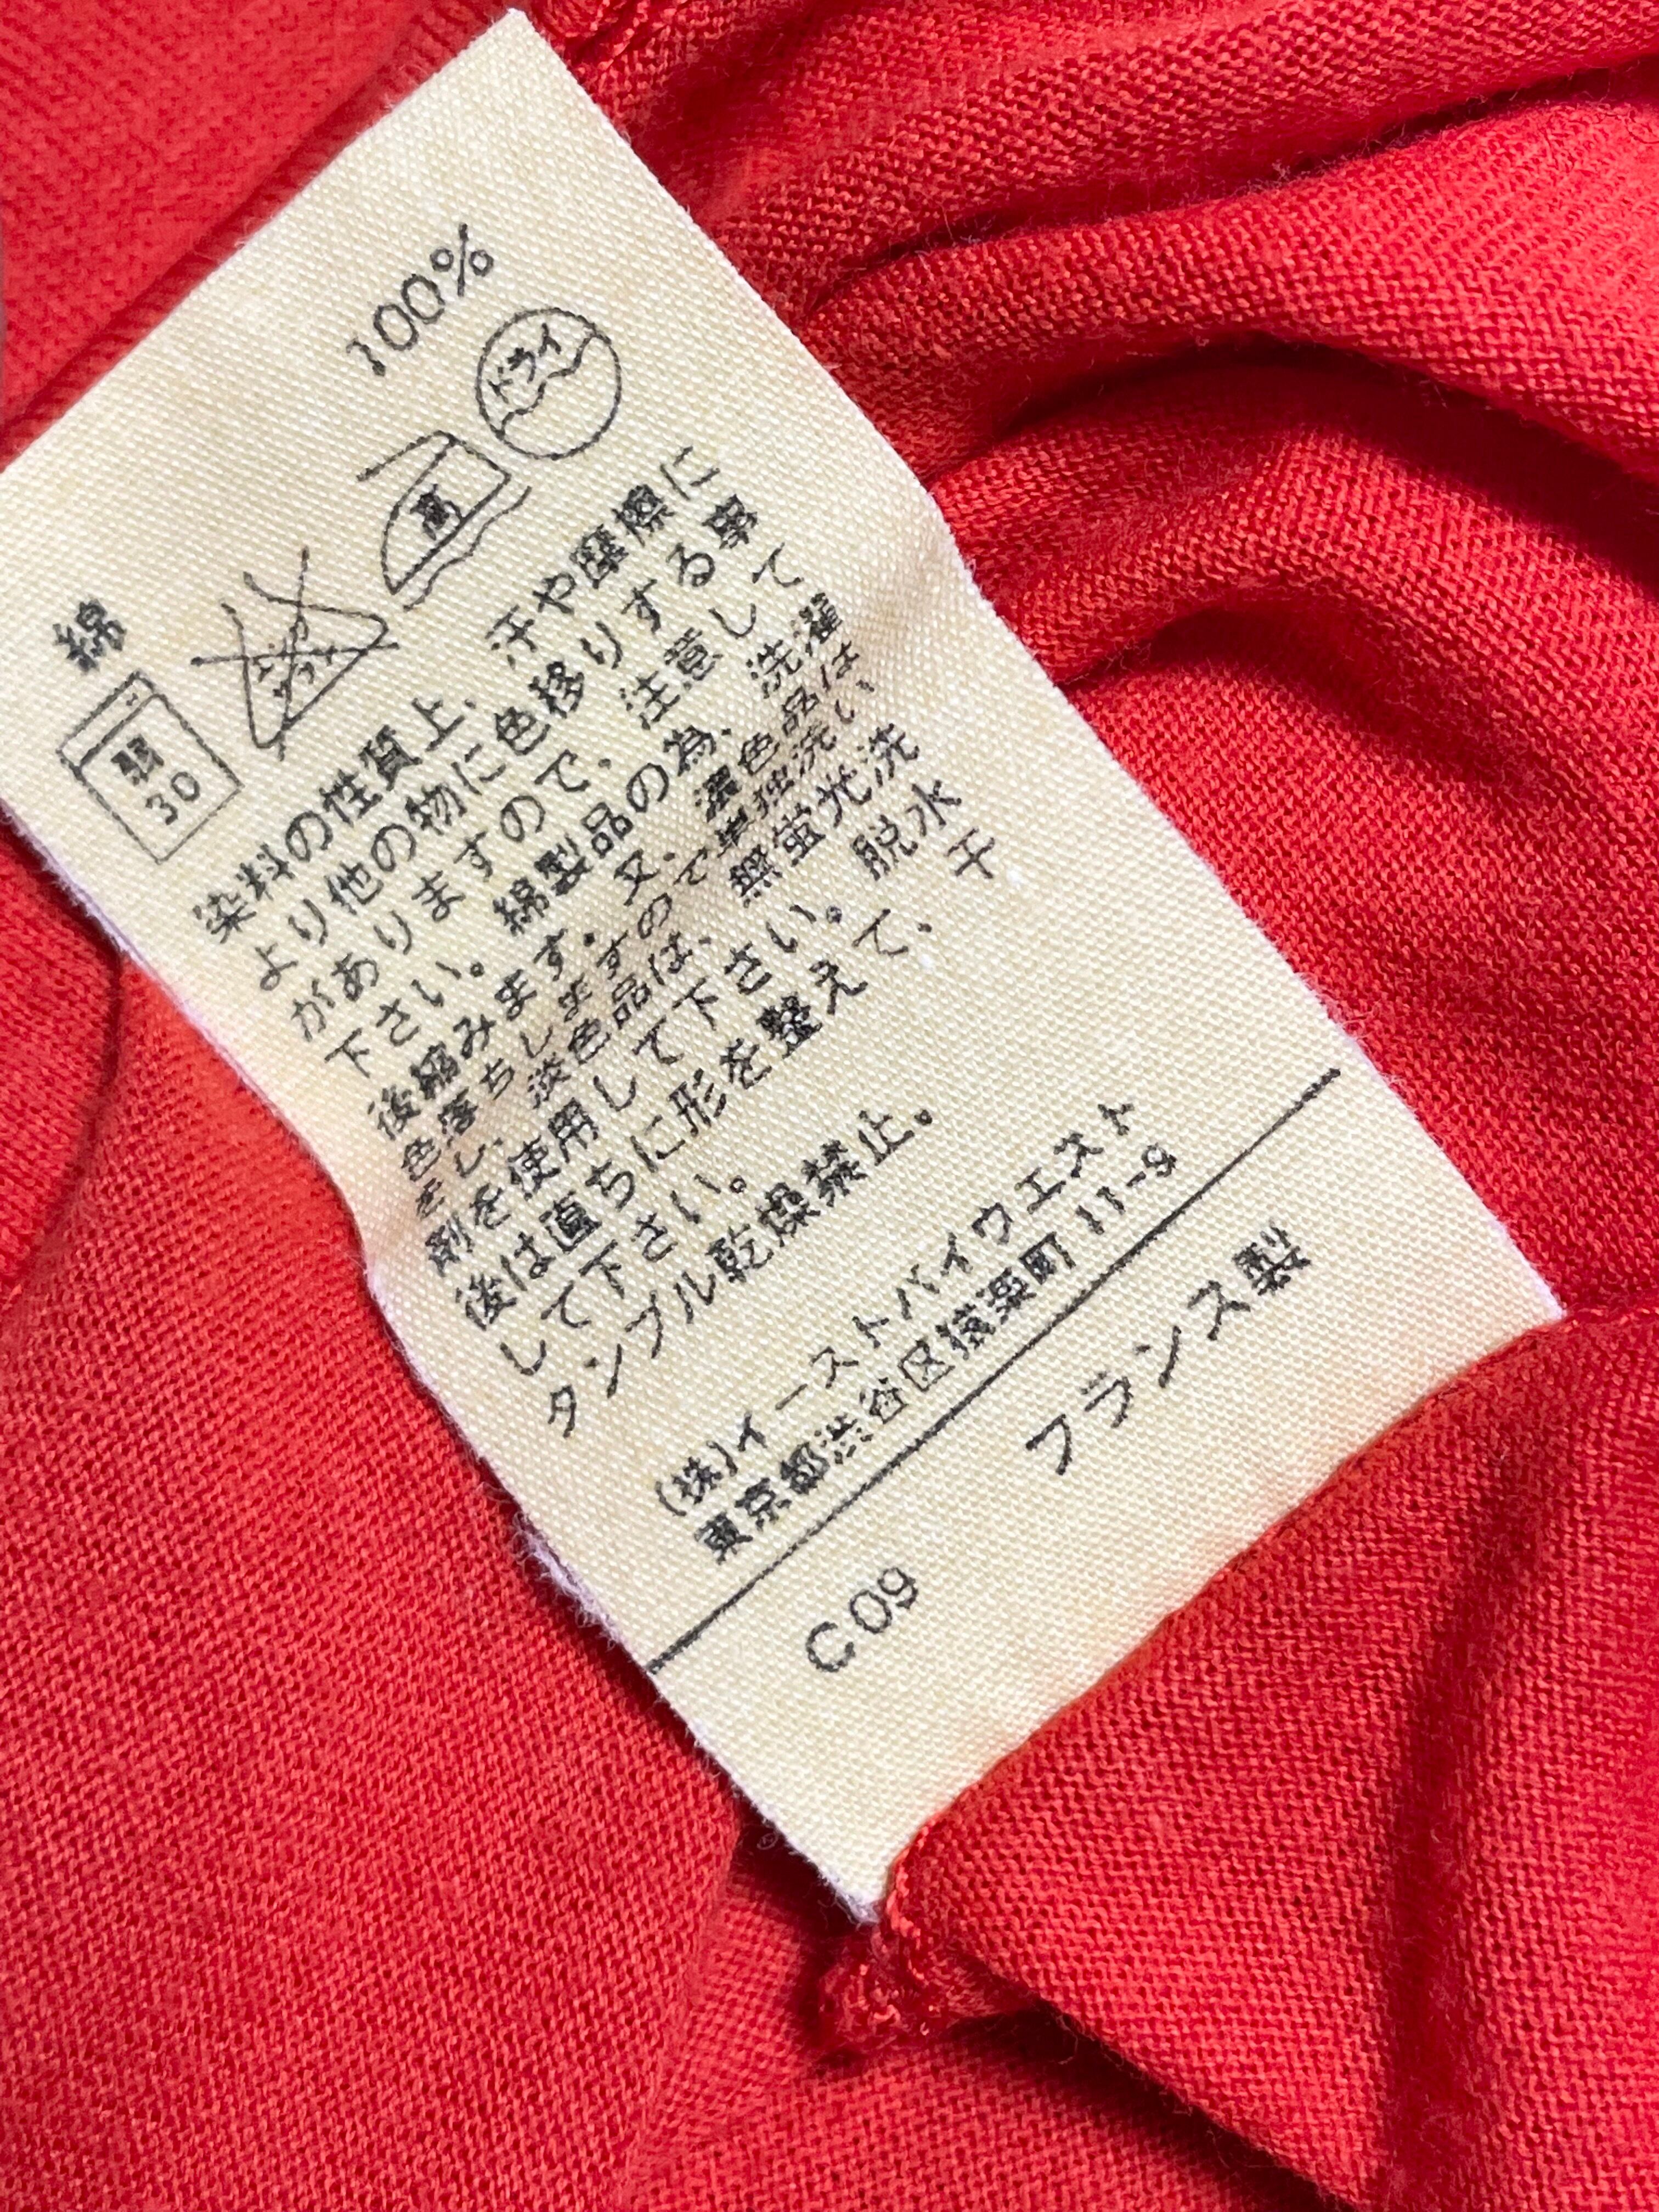 綿 100%
弱
30
エンソ
サラシ
高
ドライ
染料の性質上、汗や摩擦に
より他の物に色移りする事
がありますので、注意して
下さい。綿製品の為、洗濯
後縮みます。又、濃色品は
色落ちしますので単独洗い
をし、淡色品は、無蛍光洗
剤を使用して下さい。脱水
後は直ちに形を整えて、干
して下さい。
タンブル乾燥禁止。
(株)イーストバイウエスト
東京都渋谷区猿楽町11-9
C09 フランス製